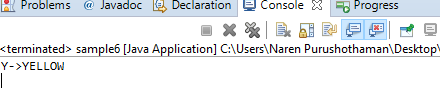 Problems @ Javadoc Declaration Console Progress
<terminated> sample6 [Java Application] C:\Users\Naren Purushothaman\Desktop\
Y->YELLOW